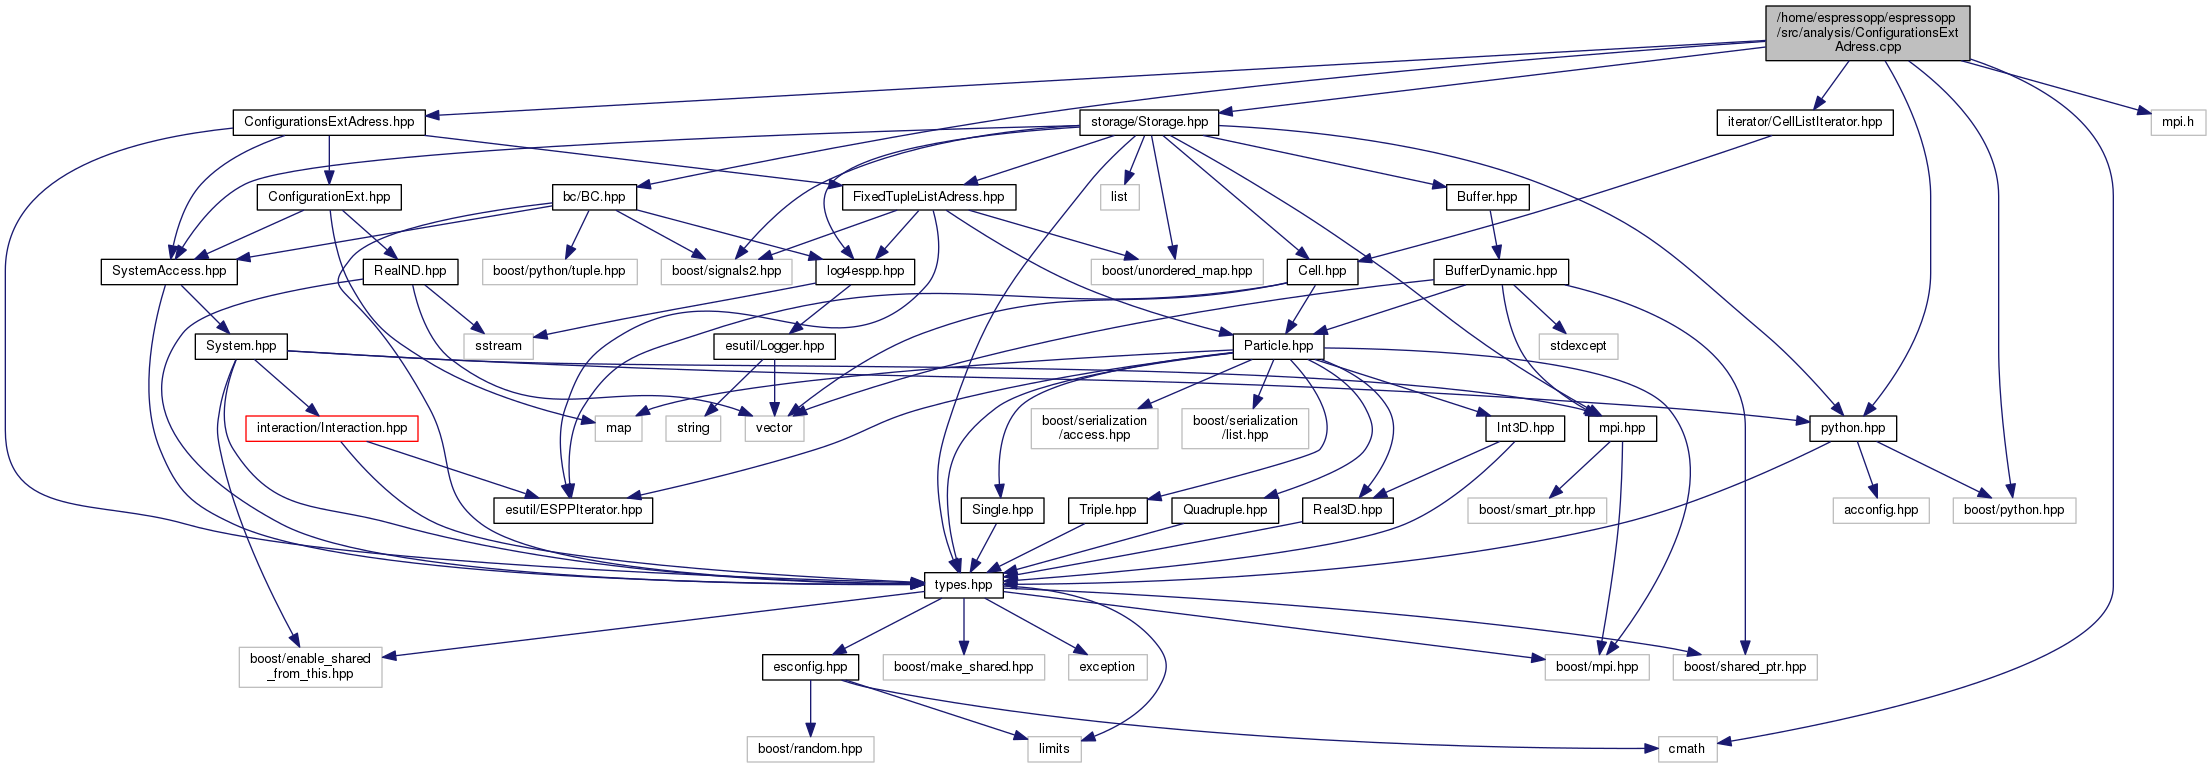 /home/espressopp/espressopp
/src/analysis/ConfigurationsExt
Adress.cpp
ConfigurationsExtAdress.hpp
storage/Storage.hpp
iterator/CellListIterator.hpp
mpi.h
ConfigurationExt.hpp
bc/BC.hpp
FixedTupleListAdress.hpp
list
Buffer.hpp
SystemAccess.hpp
RealND.hpp
boost/python/tuple.hpp
boost/signals2.hpp
log4espp.hpp
boost/unordered_map.hpp
Cell.hpp
BufferDynamic.hpp
System.hpp
sstream
esutil/Logger.hpp
Particle.hpp
stdexcept
interaction/Interaction.hpp
map
string
vector
boost/serialization
/access.hpp
boost/serialization
/list.hpp
Int3D.hpp
mpi.hpp
python.hpp
esutil/ESPPIterator.hpp
Single.hpp
Triple.hpp
Quadruple.hpp
Real3D.hpp
boost/smart_ptr.hpp
acconfig.hpp
boost/python.hpp
types.hpp
boost/enable_shared
_from_this.hpp
esconfig.hpp
boost/make_shared.hpp
exception
boost/mpi.hpp
boost/shared_ptr.hpp
boost/random.hpp
limits
cmath